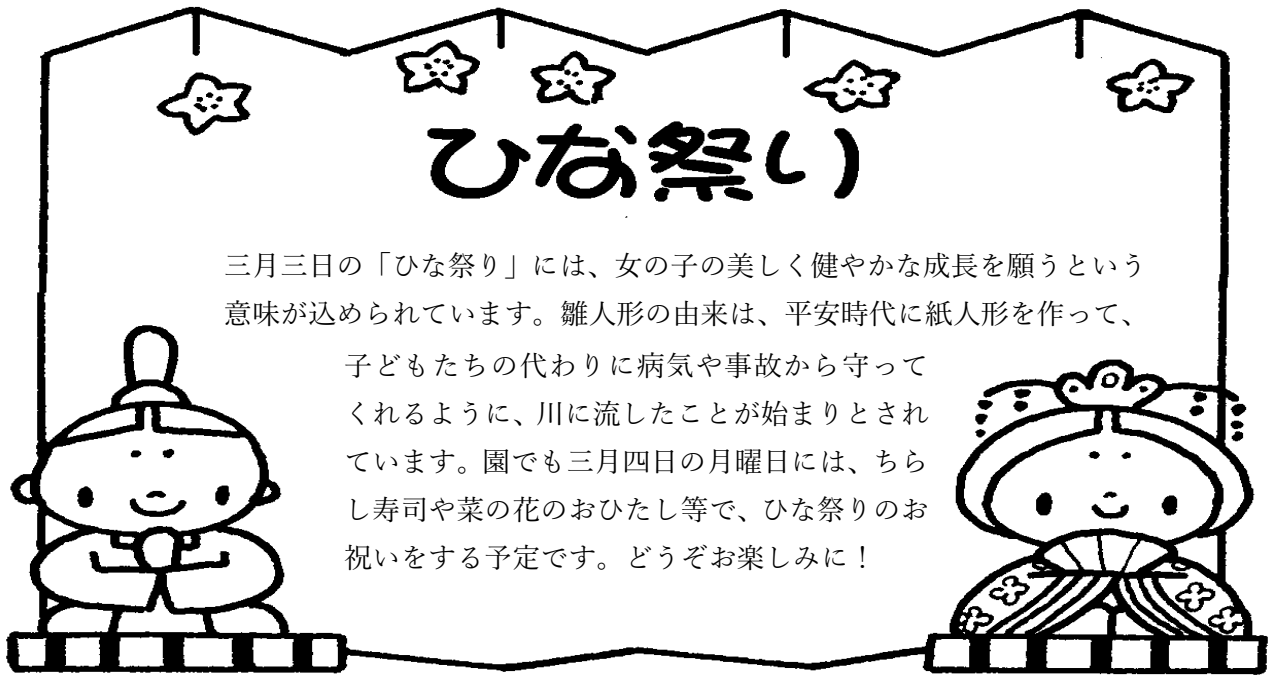 ひな祭り
三月三日の「ひな祭り」には、女の子の美しく健やかな成長を願うという
意味が込められています。雛人形の由来は、平安時代に紙人形を作って、
子どもたちの代わりに病気や事故から守って
くれるように、川に流したことが始まりとされ
ています。園でも三月四日の月曜日には、ちら
し寿司や菜の花のおひたし等で、ひな祭りのお
祝いをする予定です。どうぞお楽しみに！